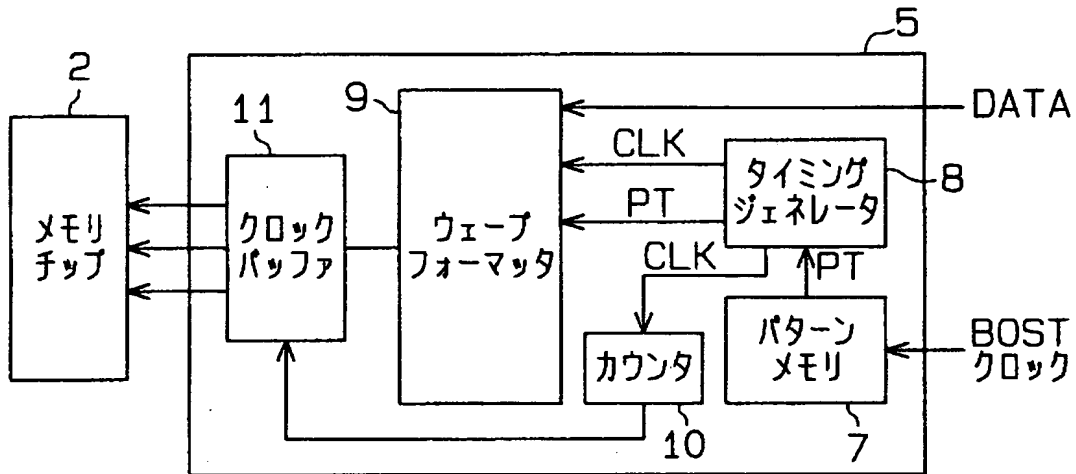 5
2
メモリ
チップ
11
クロック
バッファ
9
ウェーブ
フォーマッタ
DATA
CLK
タイミング
ジェネレータ
8
PT
CLK
PT
カウンタ
10
パターン
メモリ
7
BOST
クロック